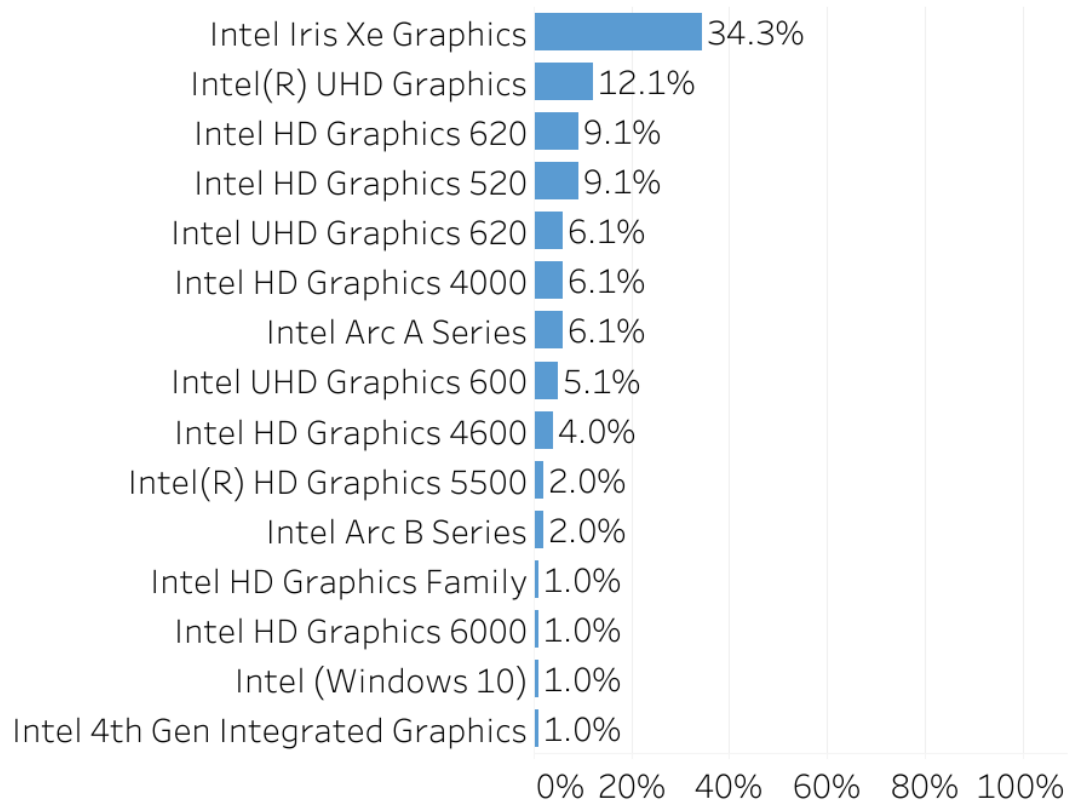 Intel Iris Xe Graphics 34.3%
Intel(R) UHD Graphics 12.1%
Intel HD Graphics 620 9.1%
Intel HD Graphics 520 9.1%
Intel UHD Graphics 620 6.1%
Intel HD Graphics 4000 6.1%
Intel Arc A Series 6.1%
Intel UHD Graphics 600 5.1%
Intel HD Graphics 4600 4.0%
Intel(R) HD Graphics 5500 2.0%
Intel Arc B Series 2.0%
Intel HD Graphics Family 1.0%
Intel HD Graphics 6000 1.0%
Intel (Windows 10) 1.0%
Intel 4th Gen Integrated Graphics 1.0%
0% 20% 40% 60% 80% 100%